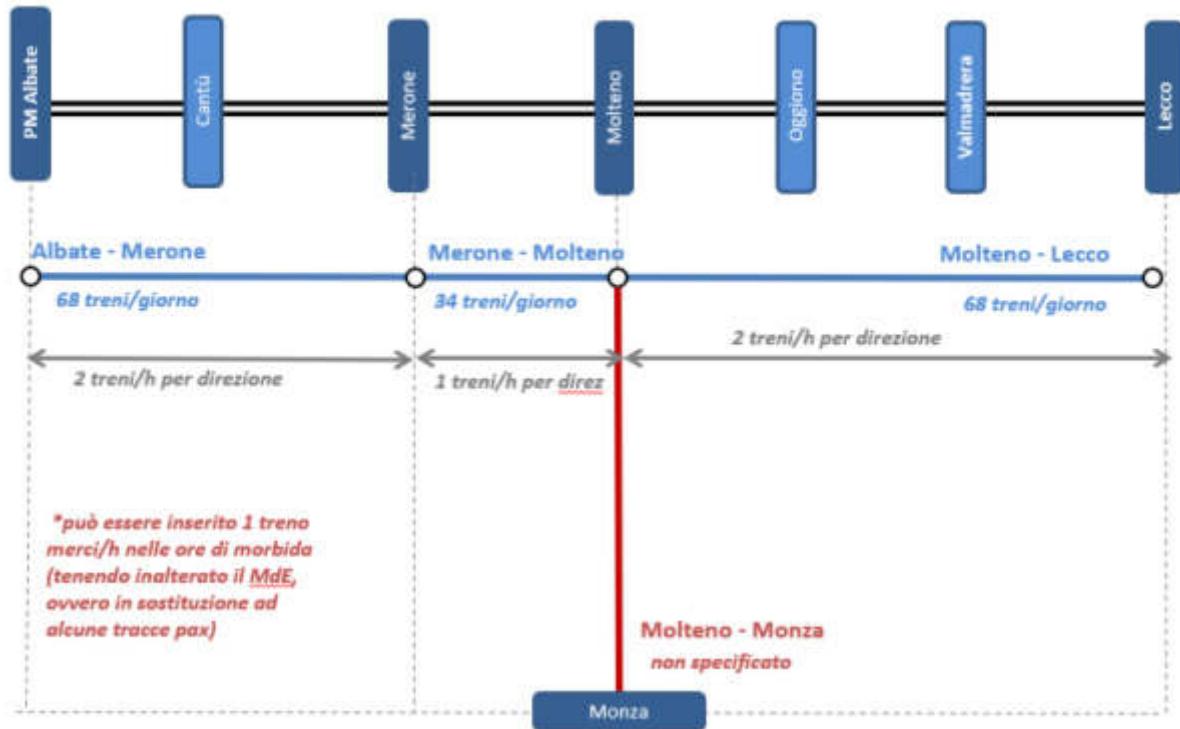 PM Albate
Cantù
Merone
Molteno
Oggiono
Valmadrera
Lecco
Albate - Merone
Merone - Molteno
Molteno - Lecco
68 treni/giorno
34 treni/giorno
68 treni/giorno
2 treni/h per direzione
1 treni/h per direz
2 treni/h per direzione
*può essere inserito 1 treno
merci/h nelle ore di morbida
(tenendo inalterato il MdE,
ovvero in sostituzione ad
alcune tracce pax)
Molteno - Monza
non specificato
Monza